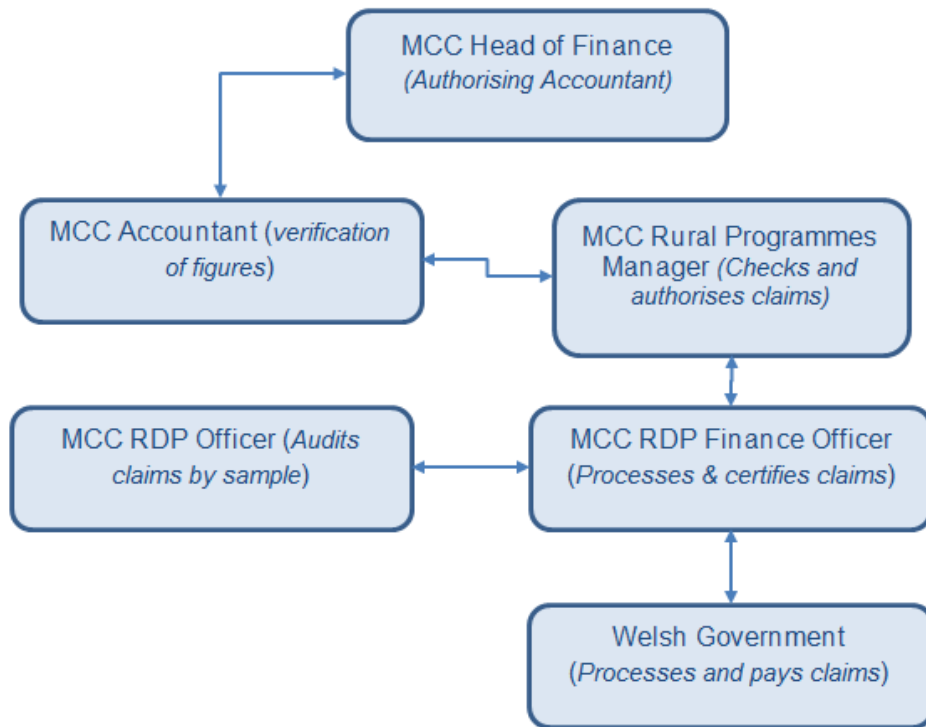 MCC Head of Finance
(Authorising Accountant)
MCC Accountant (verification
of figures)
MCC Rural Programmes
Manager (Checks and
authorises claims)
MCC RDP Officer (Audits
claims by sample)
MCC RDP Finance Officer
(Processes & certifies claims)
Welsh Government
(Processes and pays claims)